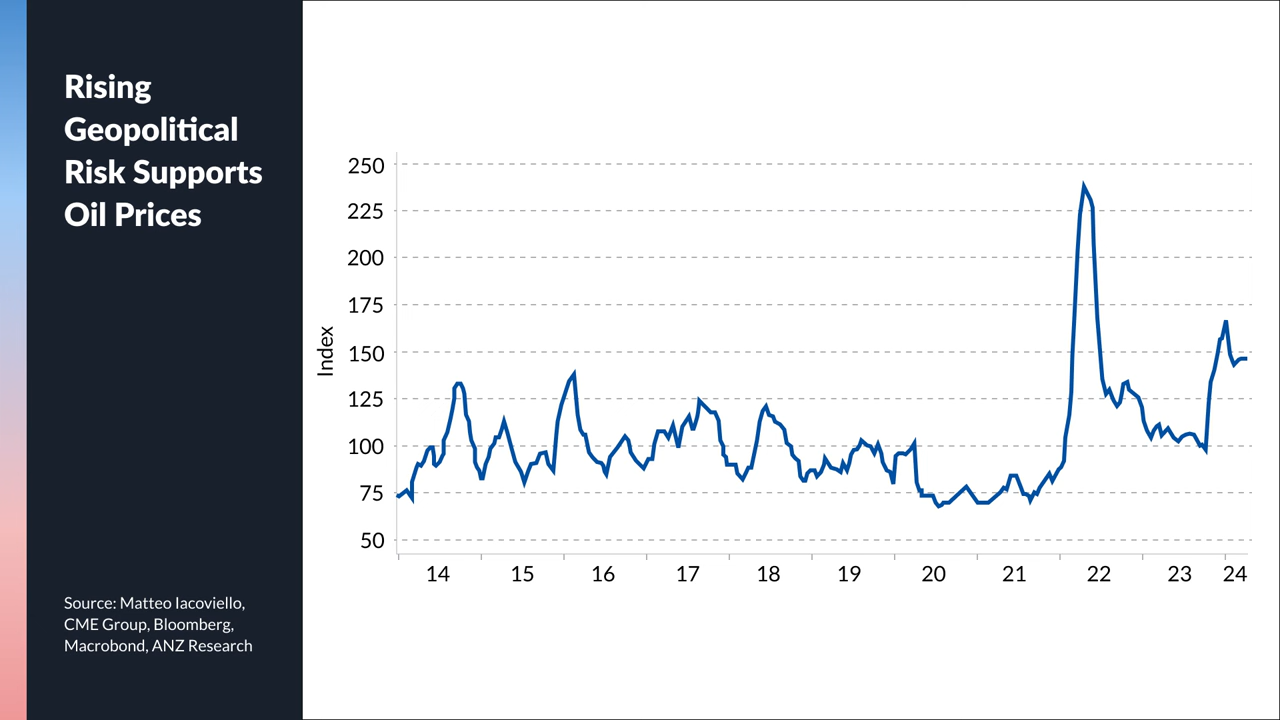 Rising
Geopolitical
Risk Supports
Oil Prices
Source: Matteo Iacoviello,
CME Group, Bloomberg,
Macrobond, ANZ Research
Index
250
225
200
175
150
125
100
75
50
14 15 16 17 18 19 20 21 22 23 24